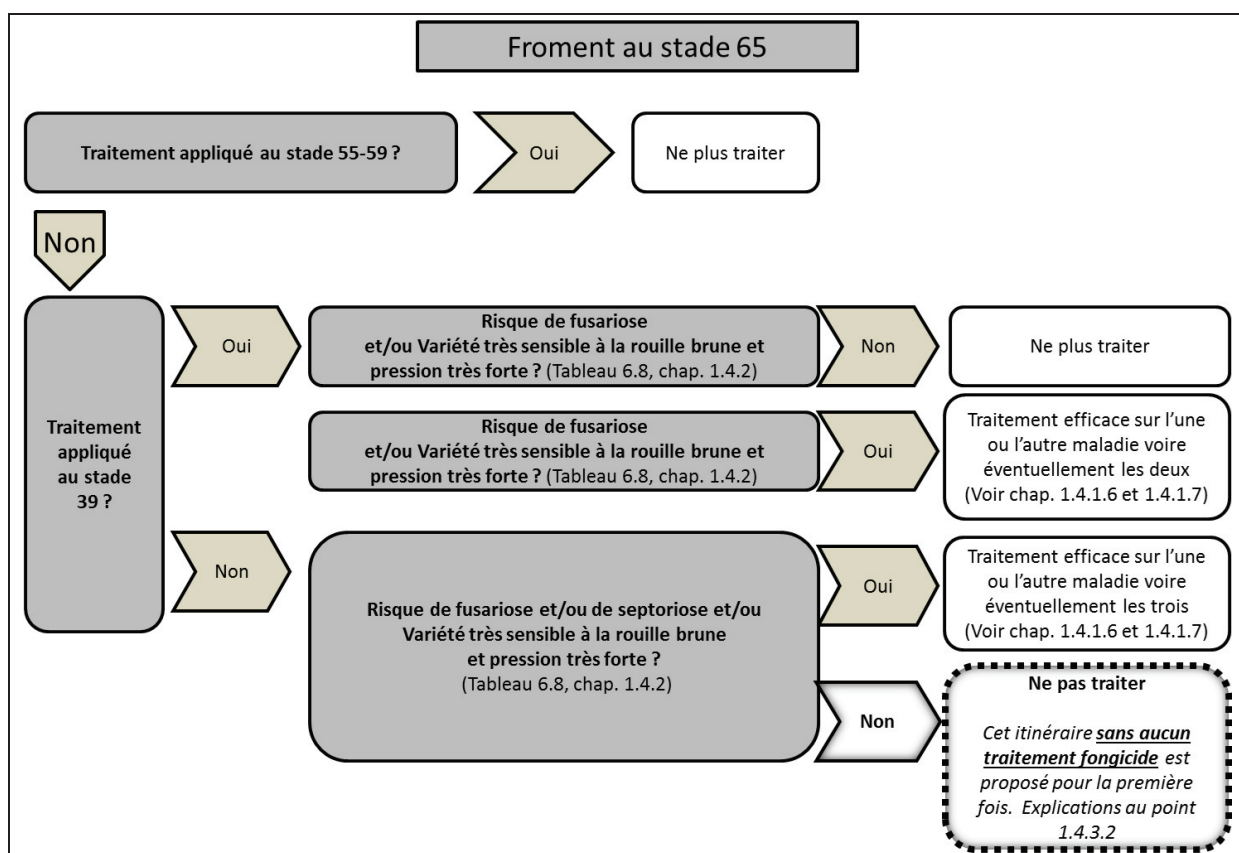 Froment au stade 65
Traitement appliqué au stade 55-59 ?
Oui
Ne plus traiter
Non
Traitement
appliqué
au stade
39 ?
Oui
Risque de fusariose
et/ou Variété très sensible à la rouille brune et
pression très forte ? (Tableau 6.8, chap. 1.4.2)
Non
Ne plus traiter
Risque de fusariose
et/ou Variété très sensible à la rouille brune et
pression très forte ? (Tableau 6.8, chap. 1.4.2)
Oui
Traitement efficace sur l’une
ou l’autre maladie voire
éventuellement les deux
(Voir chap. 1.4.1.6 et 1.4.1.7)
Non
Risque de fusariose et/ou de septoriose et/ou
Variété très sensible à la rouille brune
et pression très forte ?
(Tableau 6.8, chap. 1.4.2)
Oui
Traitement efficace sur l’une
ou l’autre maladie voire
éventuellement les trois
(Voir chap. 1.4.1.6 et 1.4.1.7)
Non
Ne pas traiter
Cet itinéraire sans aucun
traitement fongicide est
proposé pour la première
fois. Explications au point
1.4.3.2